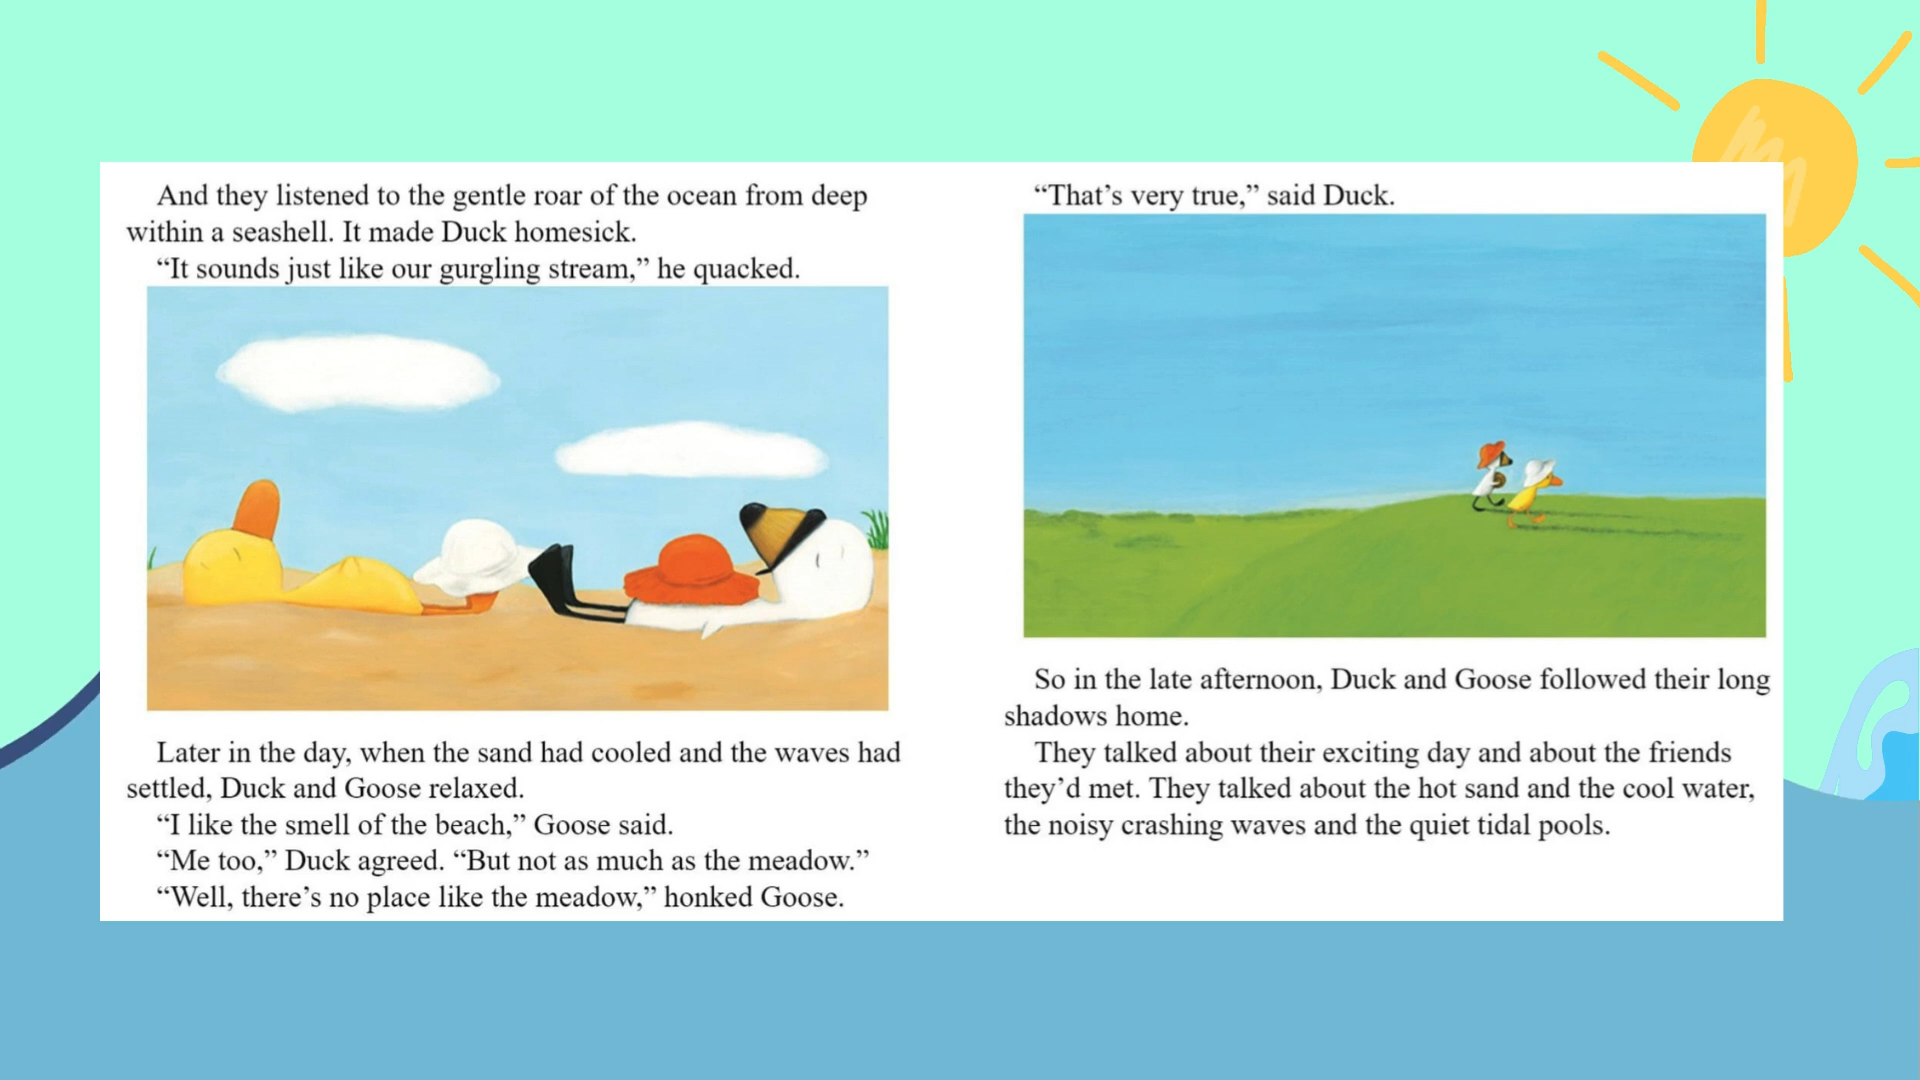 And they listened to the gentle roar of the ocean from deep
within a seashell. It made Duck homesick.
“It sounds just like our gurgling stream,” he quacked.
Later in the day, when the sand had cooled and the waves had
settled, Duck and Goose relaxed.
“I like the smell of the beach,” Goose said.
“Me too,” Duck agreed. “But not as much as the meadow.”
“Well, there’s no place like the meadow,” honked Goose.
“That’s very true,” said Duck.
So in the late afternoon, Duck and Goose followed their long
shadows home.
They talked about their exciting day and about the friends
they’d met. They talked about the hot sand and the cool water,
the noisy crashing waves and the quiet tidal pools.